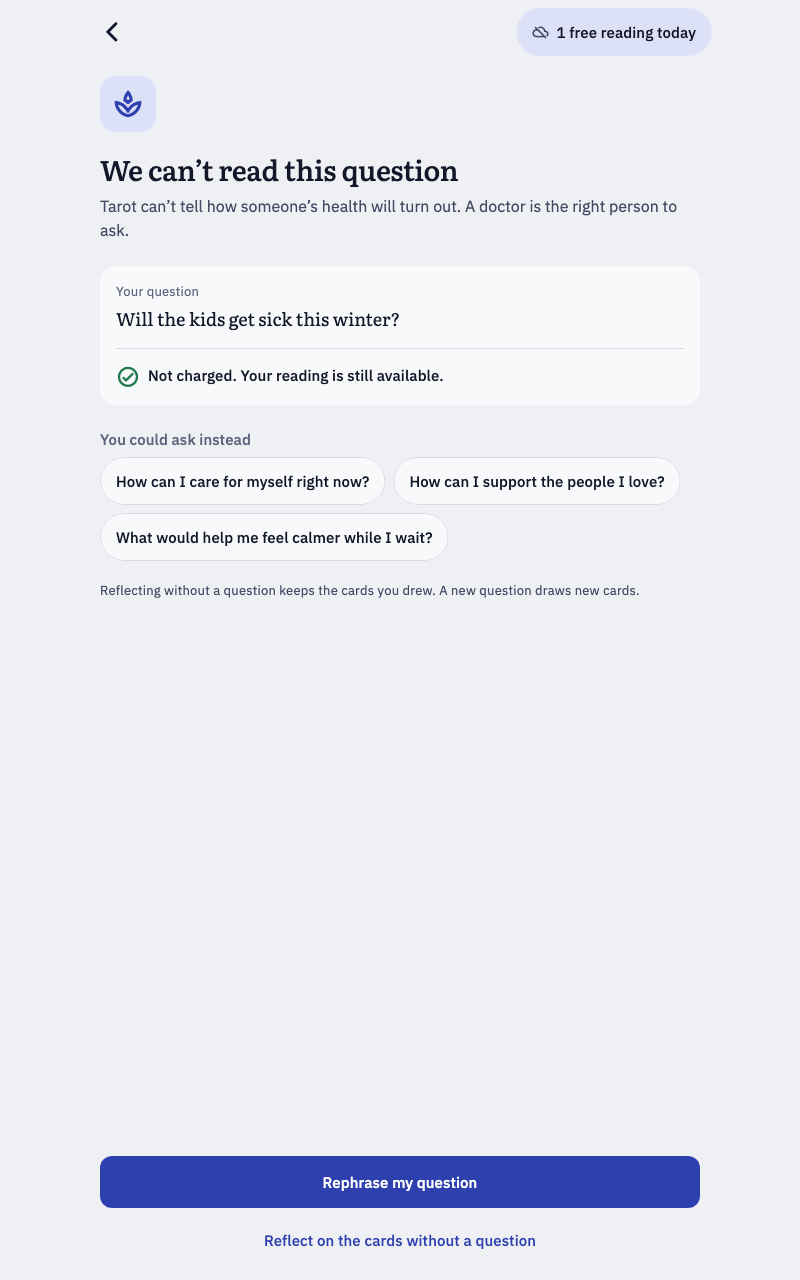 1 free reading today
We can’t read this question
Tarot can’t tell how someone’s health will turn out. A doctor is the right person to
ask.
Your question
Will the kids get sick this winter?
Not charged. Your reading is still available.
You could ask instead
How can I care for myself right now?
How can I support the people I love?
What would help me feel calmer while I wait?
Reflecting without a question keeps the cards you drew. A new question draws new cards.
Rephrase my question
Reflect on the cards without a question